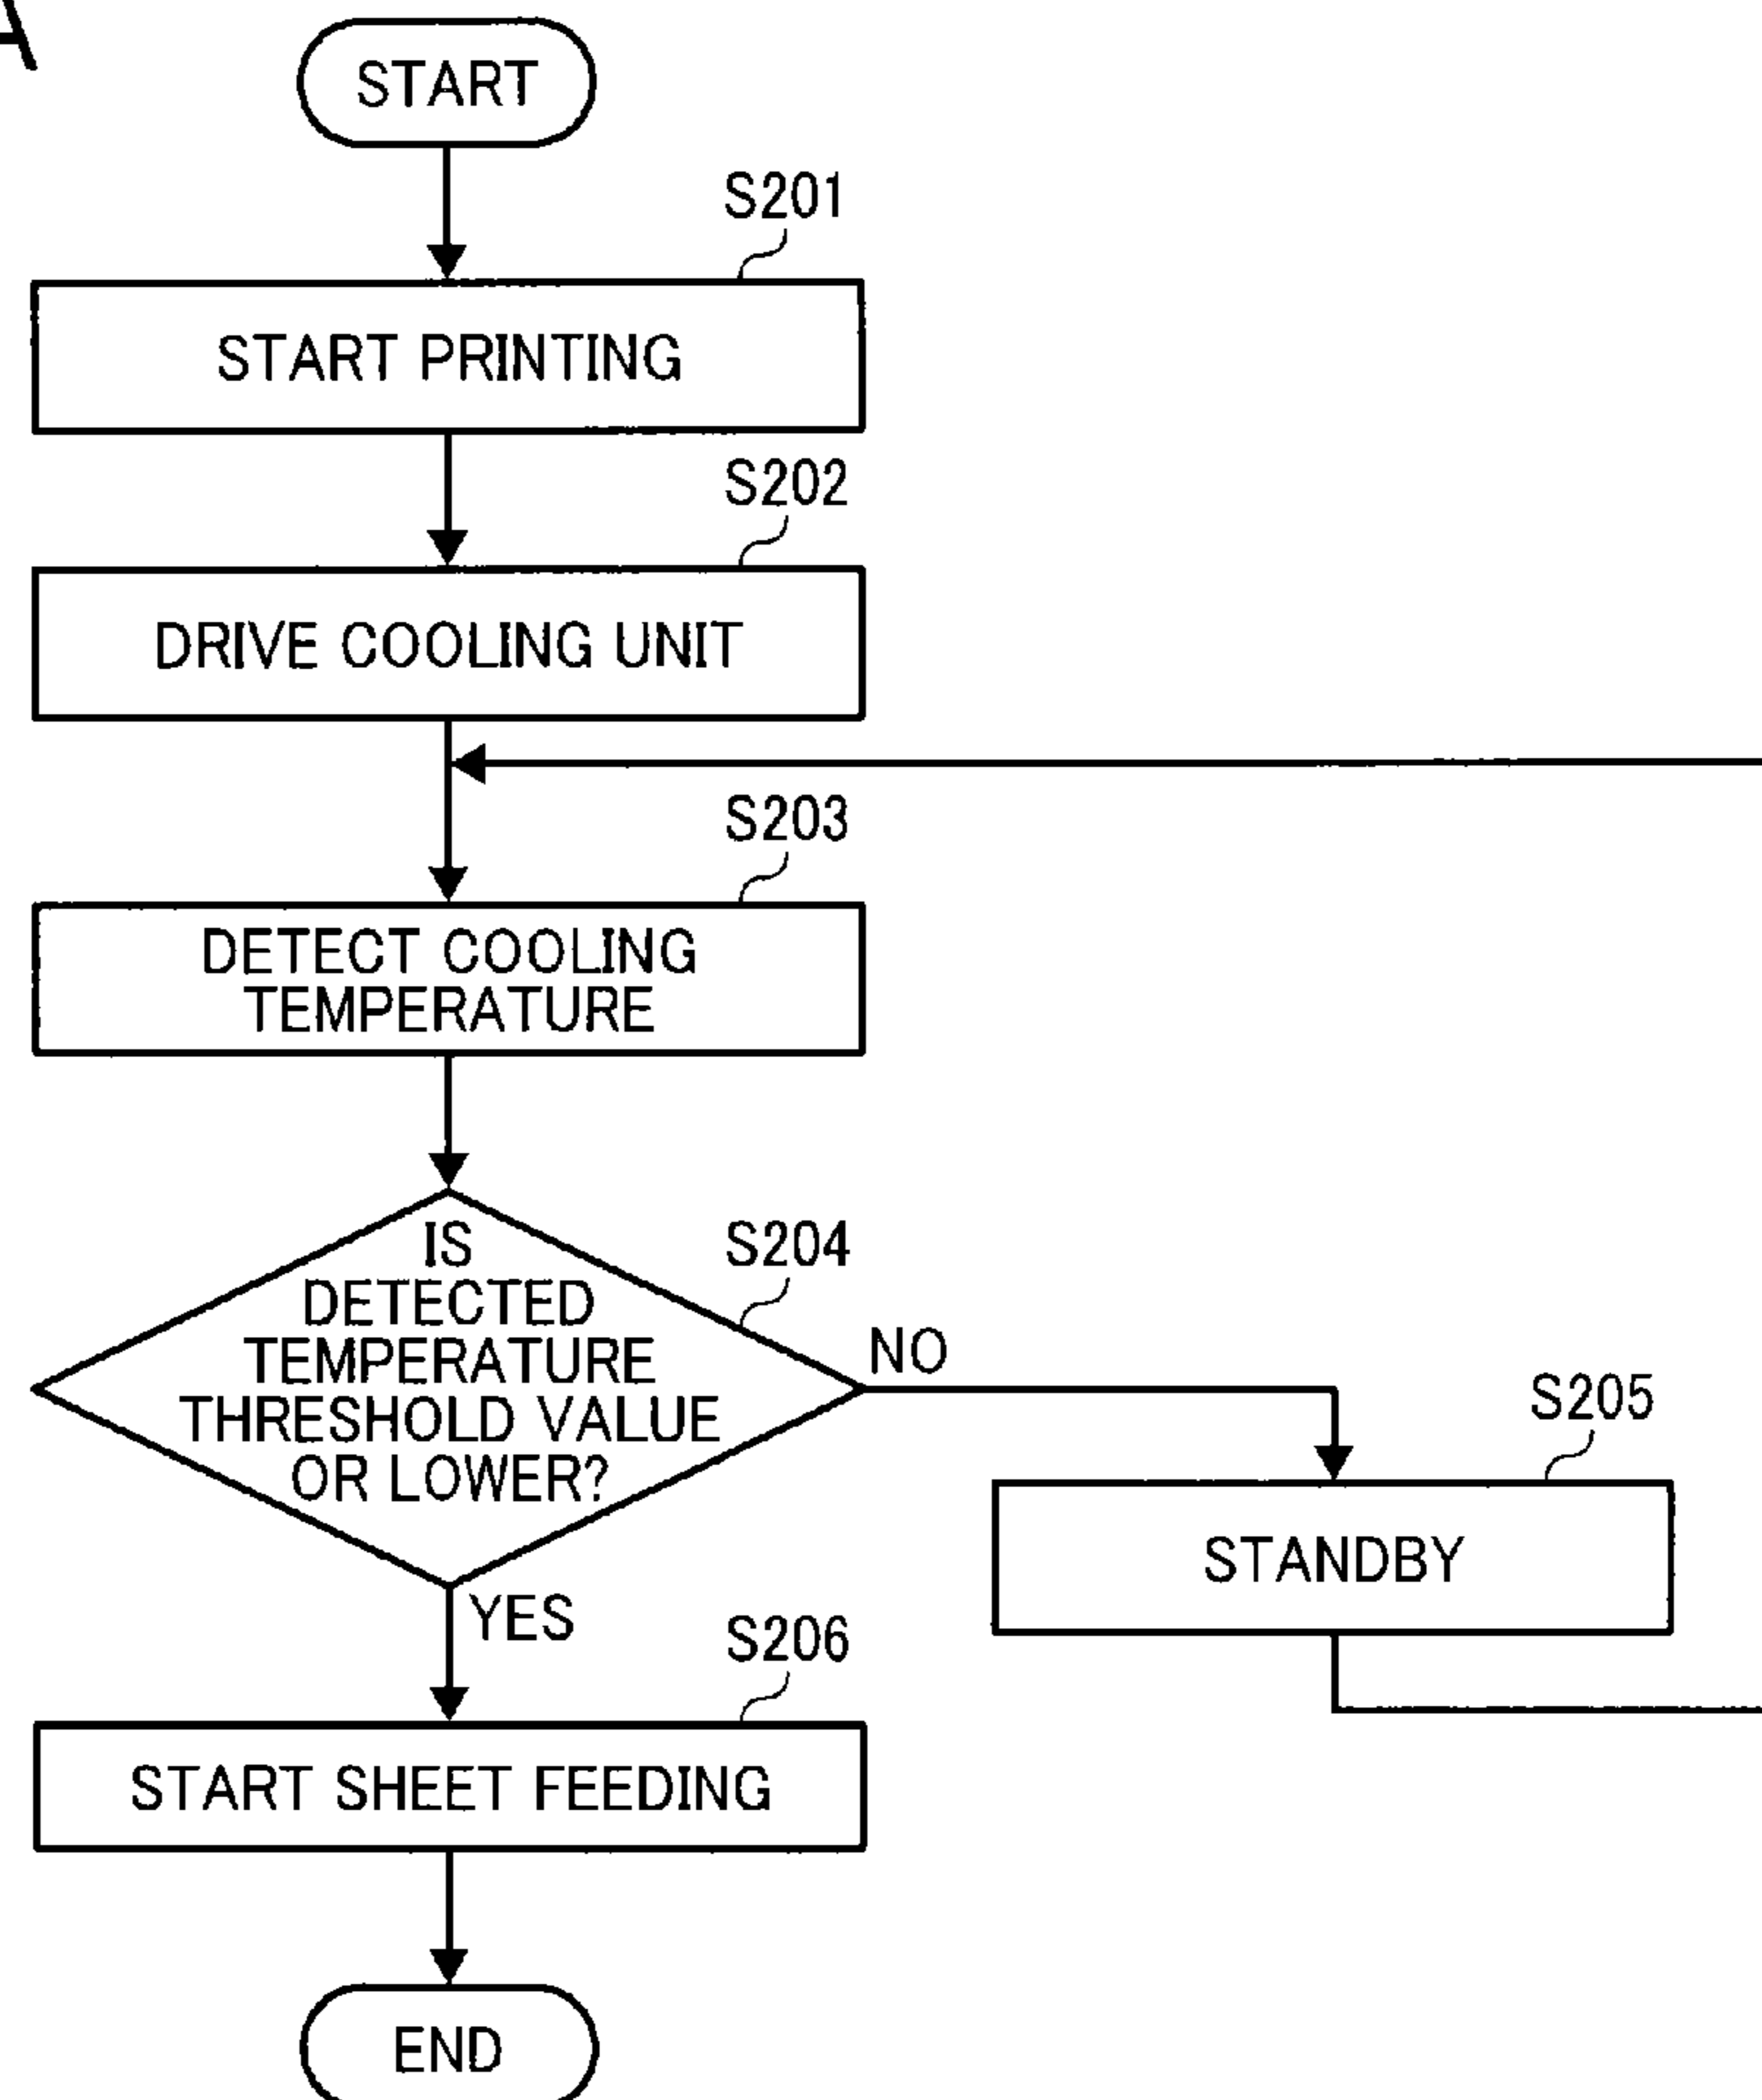 START
S201
START PRINTING
S202
DRIVE COOLING UNIT
S203
DETECT COOLING
TEMPERATURE
S204
IS
DETECTED
TEMPERATURE
THRESHOLD VALUE
OR LOWER?
NO
S205
STANDBY
YES
S206
START SHEET FEEDING
END